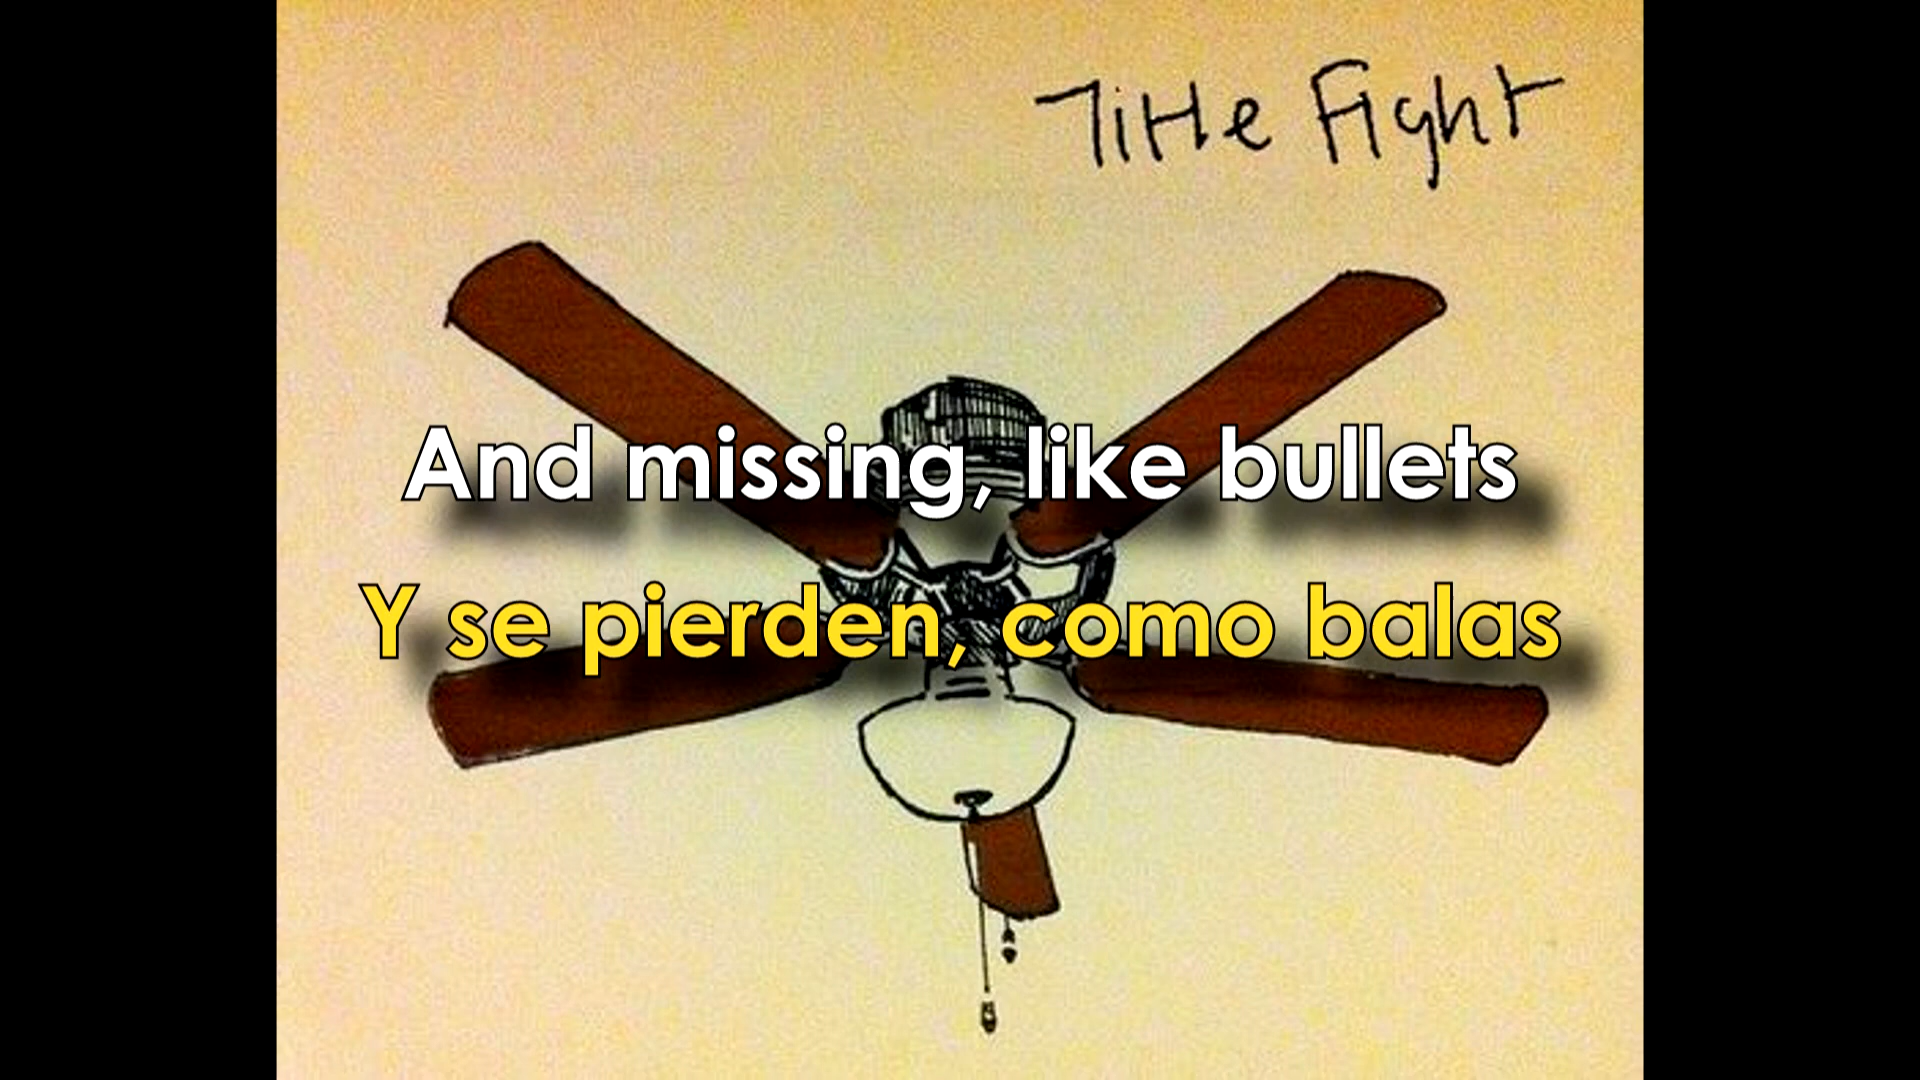 Title Fight
And missing, like bullets
Y se pierden, como balas